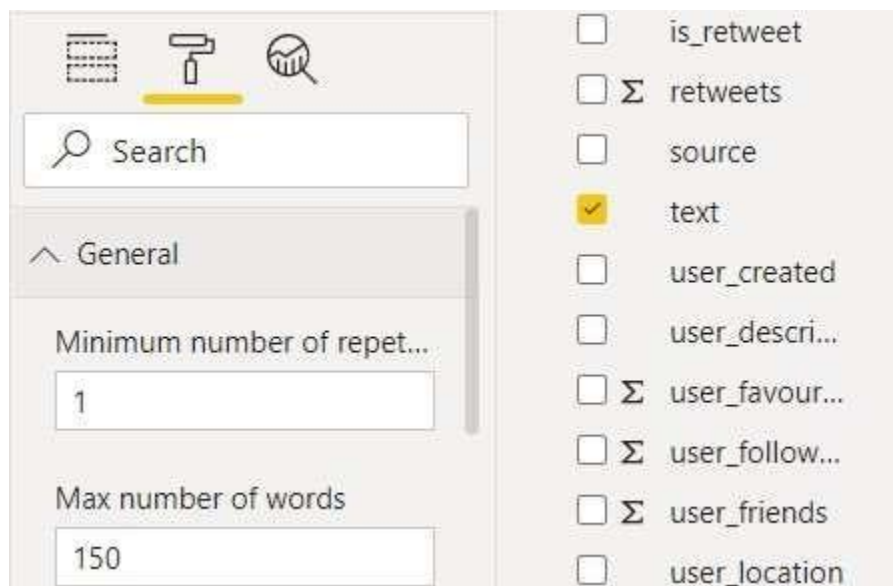 Search
General
Minimum number of repet...
1
Max number of words
150
is_retweet
Σ retweets
source
text
user_created
user_descri...
Σ user_favour...
Σ user_follow...
Σ user_friends
user_location